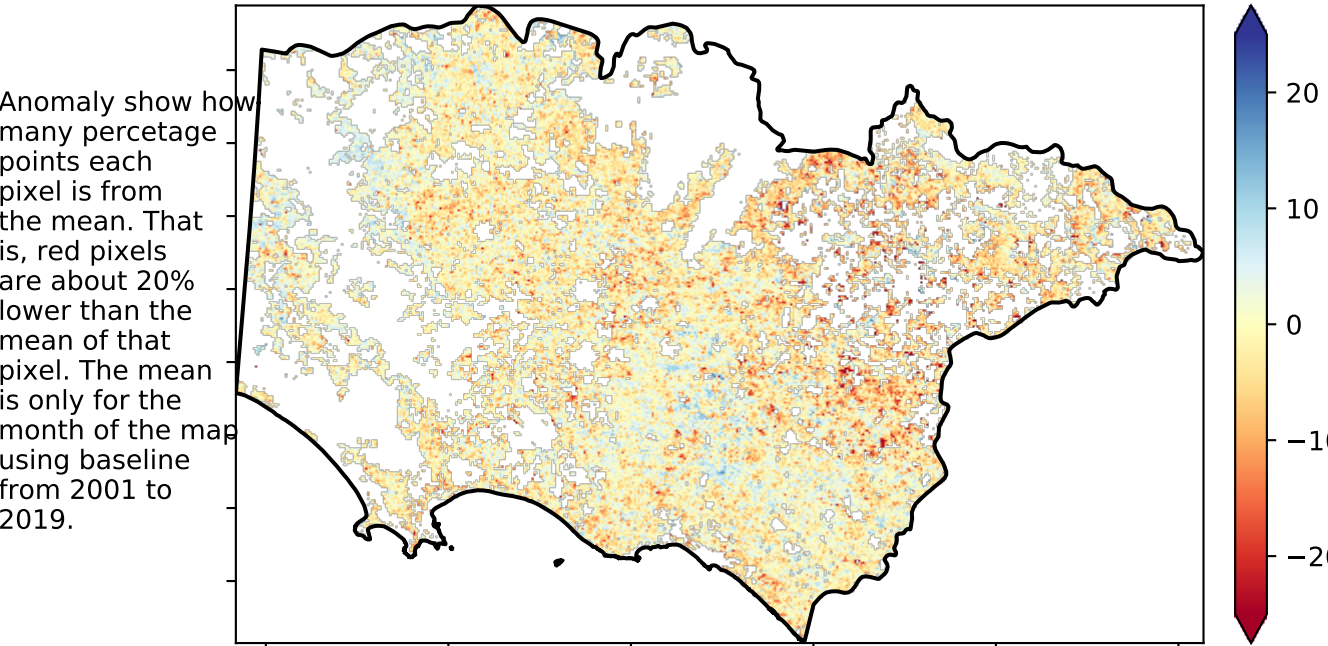 Anomaly show how
many percetage
points each
pixel is from
the mean. That
is, red pixels
are about 20%
lower than the
mean of that
pixel. The mean
is only for the
month of the map
using baseline
from 2001 to
2019.
20
10
0
−10
−20